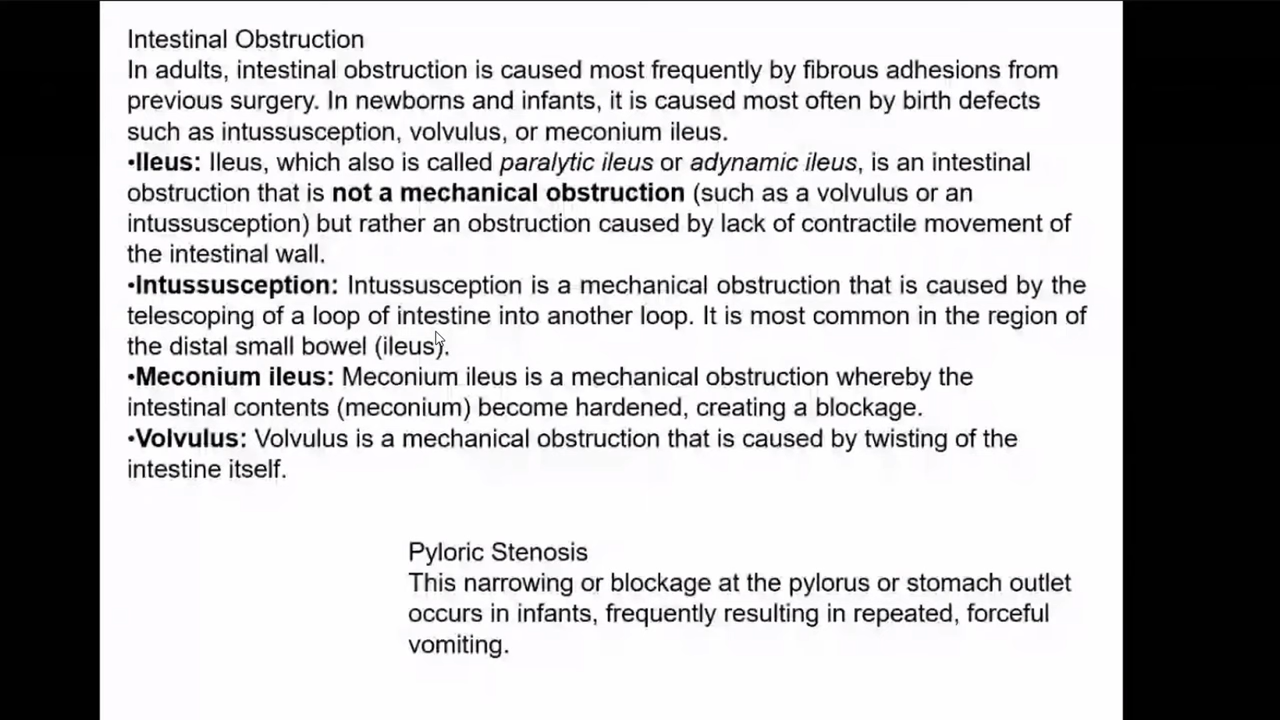 Intestinal Obstruction
In adults, intestinal obstruction is caused most frequently by fibrous adhesions from
previous surgery. In newborns and infants, it is caused most often by birth defects
such as intussusception, volvulus, or meconium ileus.
•Ileus: Ileus, which also is called paralytic ileus or adynamic ileus, is an intestinal
obstruction that is not a mechanical obstruction (such as a volvulus or an
intussusception) but rather an obstruction caused by lack of contractile movement of
the intestinal wall.
•Intussusception: Intussusception is a mechanical obstruction that is caused by the
telescoping of a loop of intestine into another loop. It is most common in the region of
the distal small bowel (ileus).
•Meconium ileus: Meconium ileus is a mechanical obstruction whereby the
intestinal contents (meconium) become hardened, creating a blockage.
•Volvulus: Volvulus is a mechanical obstruction that is caused by twisting of the
intestine itself.
Pyloric Stenosis
This narrowing or blockage at the pylorus or stomach outlet
occurs in infants, frequently resulting in repeated, forceful
vomiting.